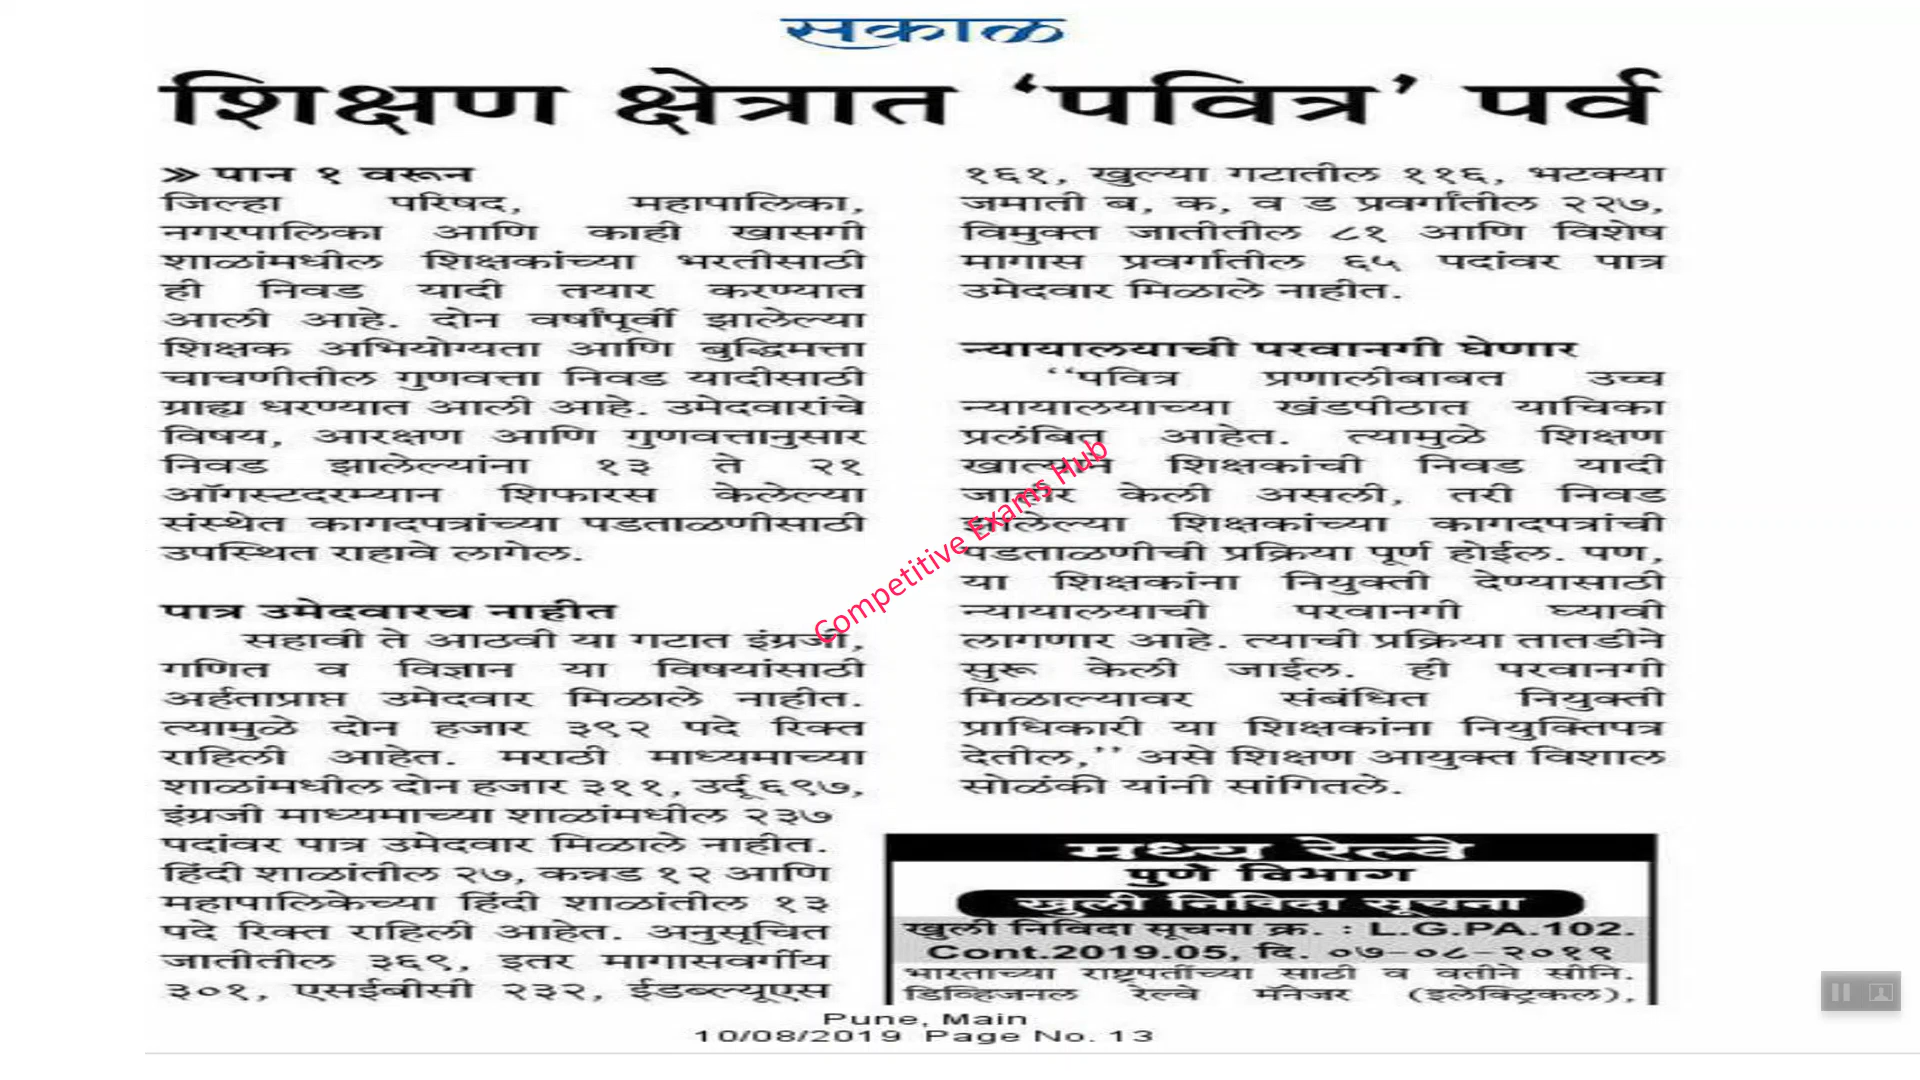 सकाळ
शिक्षण क्षेत्रात ‘पवित्र’ पर्व
» पान १ वरून
जिल्हा परिषद, महापालिका,
नगरपालिका आणि काही खासगी
शाळांमधील शिक्षकांच्या भरतीसाठी
ही निवड यादी तयार करण्यात
आली आहे. दोन वर्षांपूर्वी झालेल्या
शिक्षक अभियोग्यता आणि बुद्धिमत्ता
चाचणीतील गुणवत्ता निवड यादीसाठी
ग्राह्य धरण्यात आली आहे. उमेदवारांचे
विषय, आरक्षण आणि गुणवत्तानुसार
निवड झालेल्यांना १३ ते २१
ऑगस्टदरम्यान शिफारस केलेल्या
संस्थेत कागदपत्रांच्या पडताळणीसाठी
उपस्थित राहावे लागेल.
पात्र उमेदवारच नाहीत
सहावी ते आठवी या गटात इंग्रजी,
गणित व विज्ञान या विषयांसाठी
अर्हताप्राप्त उमेदवार मिळाले नाहीत.
त्यामुळे दोन हजार ३९२ पदे रिक्त
राहिली आहेत. मराठी माध्यमाच्या
शाळांमधील दोन हजार ३११, उर्दू ६९७,
इंग्रजी माध्यमाच्या शाळांमधील २३७
पदांवर पात्र उमेदवार मिळाले नाहीत.
हिंदी शाळांतील २७, कन्नड १२ आणि
महापालिकेच्या हिंदी शाळांतील १३
पदे रिक्त राहिली आहेत. अनुसूचित
जातीतील ३६९, इतर मागासवर्गीय
३०१, एसईबीसी २३२, ईडब्ल्यूएस
१६१, खुल्या गटातील ११६, भटक्या
जमाती ब, क, व ड प्रवर्गांतील २२७,
विमुक्त जातीतील ८१ आणि विशेष
मागास प्रवर्गातील ६५ पदांवर पात्र
उमेदवार मिळाले नाहीत.
न्यायालयाची परवानगी घेणार
‘‘पवित्र प्रणालीबाबत उच्च
न्यायालयाच्या खंडपीठात याचिका
प्रलंबित आहेत. त्यामुळे शिक्षण
खात्याने शिक्षकांची निवड यादी
जाहीर केली असली, तरी निवड
झालेल्या शिक्षकांच्या कागदपत्रांची
पडताळणीची प्रक्रिया पूर्ण होईल. पण,
या शिक्षकांना नियुक्ती देण्यासाठी
न्यायालयाची परवानगी घ्यावी
लागणार आहे. त्याची प्रक्रिया तातडीने
सुरू केली जाईल. ही परवानगी
मिळाल्यावर संबंधित नियुक्ती
प्राधिकारी या शिक्षकांना नियुक्तिपत्र
देतील,’’ असे शिक्षण आयुक्त विशाल
सोळंकी यांनी सांगितले.
Competitive Exams Hub
मध्य रेल्वे
पुणे विभाग
खुली निविदा सूचना
खुली निविदा सूचना क्र. : L.G.PA.102.
Cont.2019.05, दि. ०७-०८-२०१९
भारताच्या राष्ट्रपतींच्या साठी व वतीने सीनि.
डिव्हिजनल रेल्वे मॅनेजर (इलेक्ट्रिकल),
Pune, Main
10/08/2019 Page No. 13